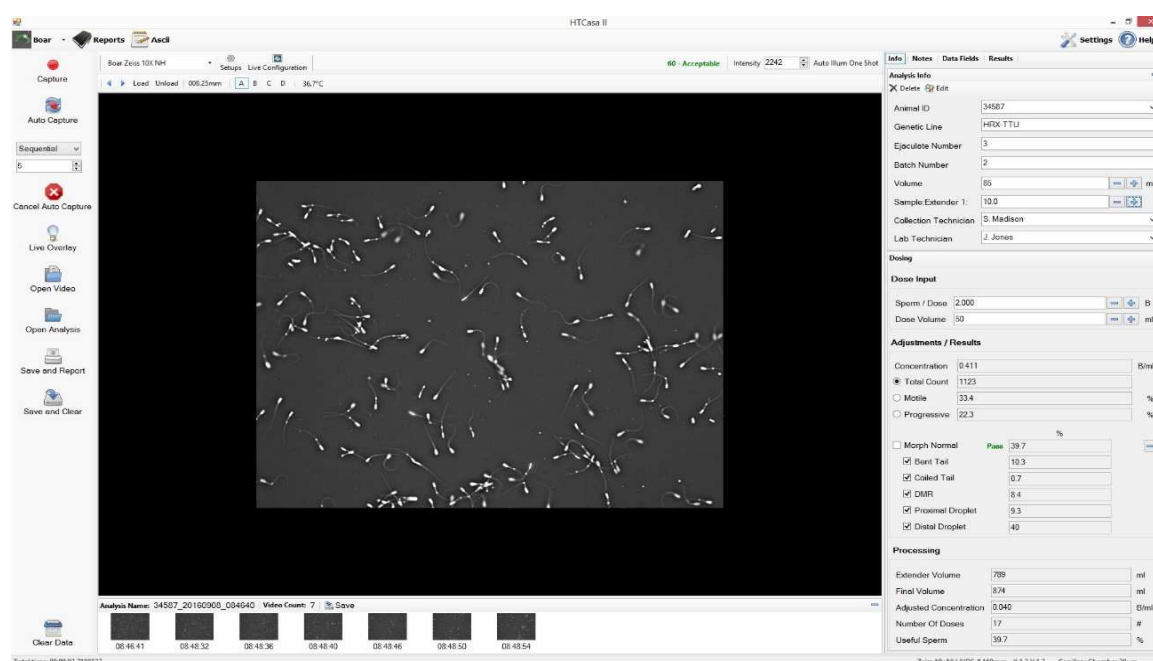 HTCasa II
Boar Reports Ascii Settings Help
Capture
Auto Capture
Sequential
5
Cancel Auto Capture
Live Overlay
Open Video
Open Analysis
Save and Report
Save and Clear
Clear Data
Boar Zeiss 10X NH Setups Live Configuration 60 - Acceptable Intensity 2242 Auto Illum One Shot
Load Unload 008.25mm A B C D 36.7°C
Analysis Name: 34587_20160908_084640 Video Count: 7 Save
08:46:41 08:48:32 08:48:36 08:48:40 08:48:46 08:48:50 08:48:54
Info Notes Data Fields Results
Analysis Info
Delete Edit
Animal ID 34587
Genetic Line HRX-TTU
Ejaculate Number 3
Batch Number 2
Volume 85 m
Sample:Extender 1: 10.0
Collection Technician S. Madison
Lab Technician J. Jones
Dosing
Dose Input
Sperm / Dose 2.000 B
Dose Volume 50 ml
Adjustments / Results
Concentration 0.411 B/ml
Total Count 1123
Motile 33.4 %
Progressive 22.3 %
%
Morph Normal Pass 39.7
Bent Tail 10.3
Coiled Tail 0.7
DMR 8.4
Proximal Droplet 9.3
Distal Droplet 40
Processing
Extender Volume 789 ml
Final Volume 874 ml
Adjusted Concentration 0.040 B/ml
Number Of Doses 17 #
Useful Sperm 39.7 %